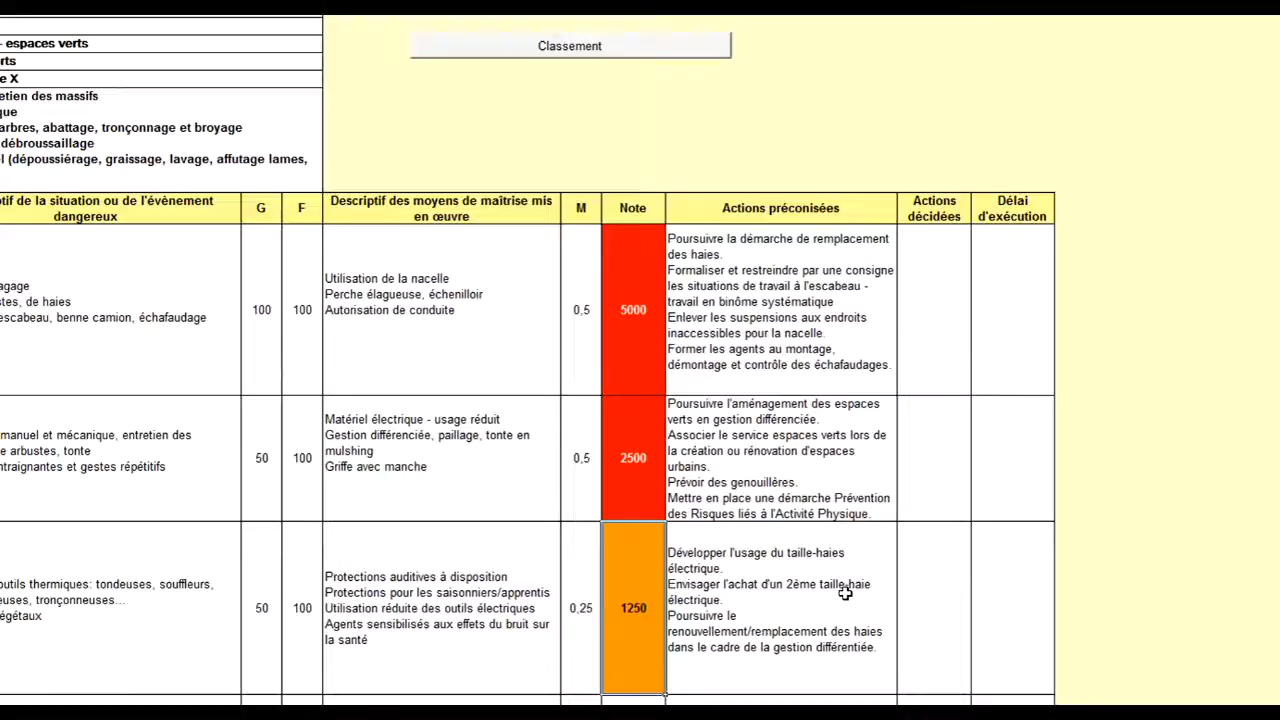 - espaces verts
rts
e X
etien des massifs
que
arbres, abattage, tronçonnage et broyage
débroussaillage
l (dépoussiérage, graissage, lavage, affutage lames,
Classement
tif de la situation ou de l'évènement
dangereux
G
F
Descriptif des moyens de maîtrise mis
en œuvre
M
Note
Actions préconisées
Actions
décidées
Délai
d'exécution
agage
stes, de haies
escabeau, benne camion, échafaudage
100
100
Utilisation de la nacelle
Perche élagueuse, échenilloir
Autorisation de conduite
0,5
5000
Poursuivre la démarche de remplacement
des haies.
Formaliser et restreindre par une consigne
les situations de travail à l'escabeau -
travail en binôme systématique
Enlever les suspensions aux endroits
inaccessibles pour la nacelle.
Former les agents au montage,
démontage et contrôle des échafaudages.
manuel et mécanique, entretien des
e arbustes, tonte
ntraignantes et gestes répétitifs
50
100
Matériel électrique - usage réduit
Gestion différenciée, paillage, tonte en
mulshing
Griffe avec manche
0,5
2500
Poursuivre l'aménagement des espaces
verts en gestion différenciée.
Associer le service espaces verts lors de
la création ou rénovation d'espaces
urbains.
Prévoir des genouillères.
Mettre en place une démarche Prévention
des Risques liés à l'Activité Physique.
outils thermiques: tondeuses, souffleurs,
euses, tronçonneuses...
égétaux
50
100
Protections auditives à disposition
Protections pour les saisonniers/apprentis
Utilisation réduite des outils électriques
Agents sensibilisés aux effets du bruit sur
la santé
0,25
1250
Développer l'usage du taille-haies
électrique.
Envisager l'achat d'un 2ème taille-haie
électrique.
Poursuivre le
renouvellement/remplacement des haies
dans le cadre de la gestion différentiée.